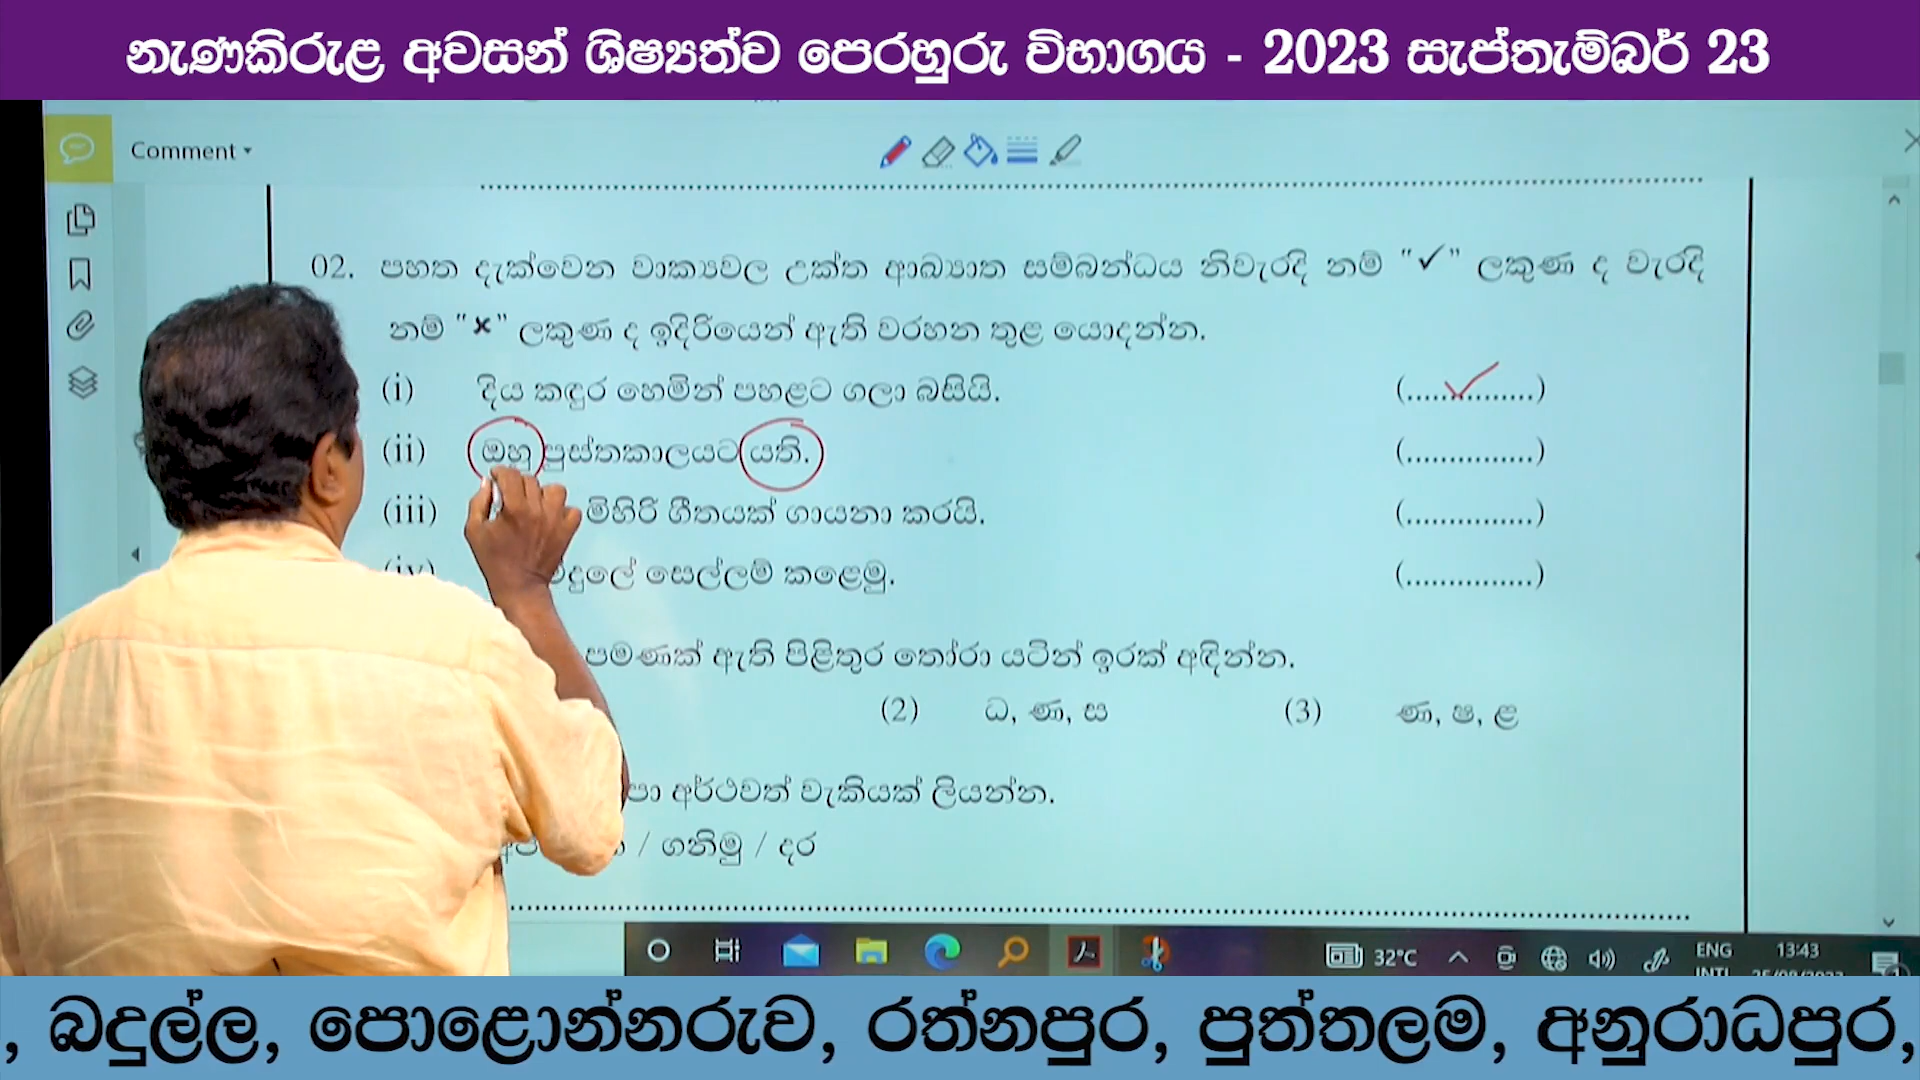 නැණකිරුළ අවසන් ශිෂ්‍යත්ව පෙරහුරු විභාගය - 2023 සැප්තැම්බර් 23
Comment
02. පහත දැක්වෙන වාක්‍යවල උක්ත ආඛ්‍යාත සම්බන්ධය නිවැරදි නම් "✓" ලකුණ ද වැරදි
නම් "✗" ලකුණ ද ඉදිරියෙන් ඇති වරහන තුළ යොදන්න.
(i) දිය කඳුර හෙමින් පහළට ගලා බසියි. (.....✓.........)
(ii) ඔහු පුස්තකාලයට යති. (...............)
(iii) මිහිරි ගීතයක් ගායනා කරයි. (...............)
(iv) සෙල්ලම් කළෙමු. (...............)
පමණක් ඇති පිළිතුර තෝරා යටින් ඉරක් අඳින්න.
(2) ධ, ණ, ස (3) ණ, ෂ, ළ
අර්ථවත් වැකියක් ලියන්න.
/ ගනිමු / දර
32°C ENG 13:43
INTL
, බදුල්ල, පොළොන්නරුව, රත්නපුර, පුත්තලම, අනුරාධපුර,